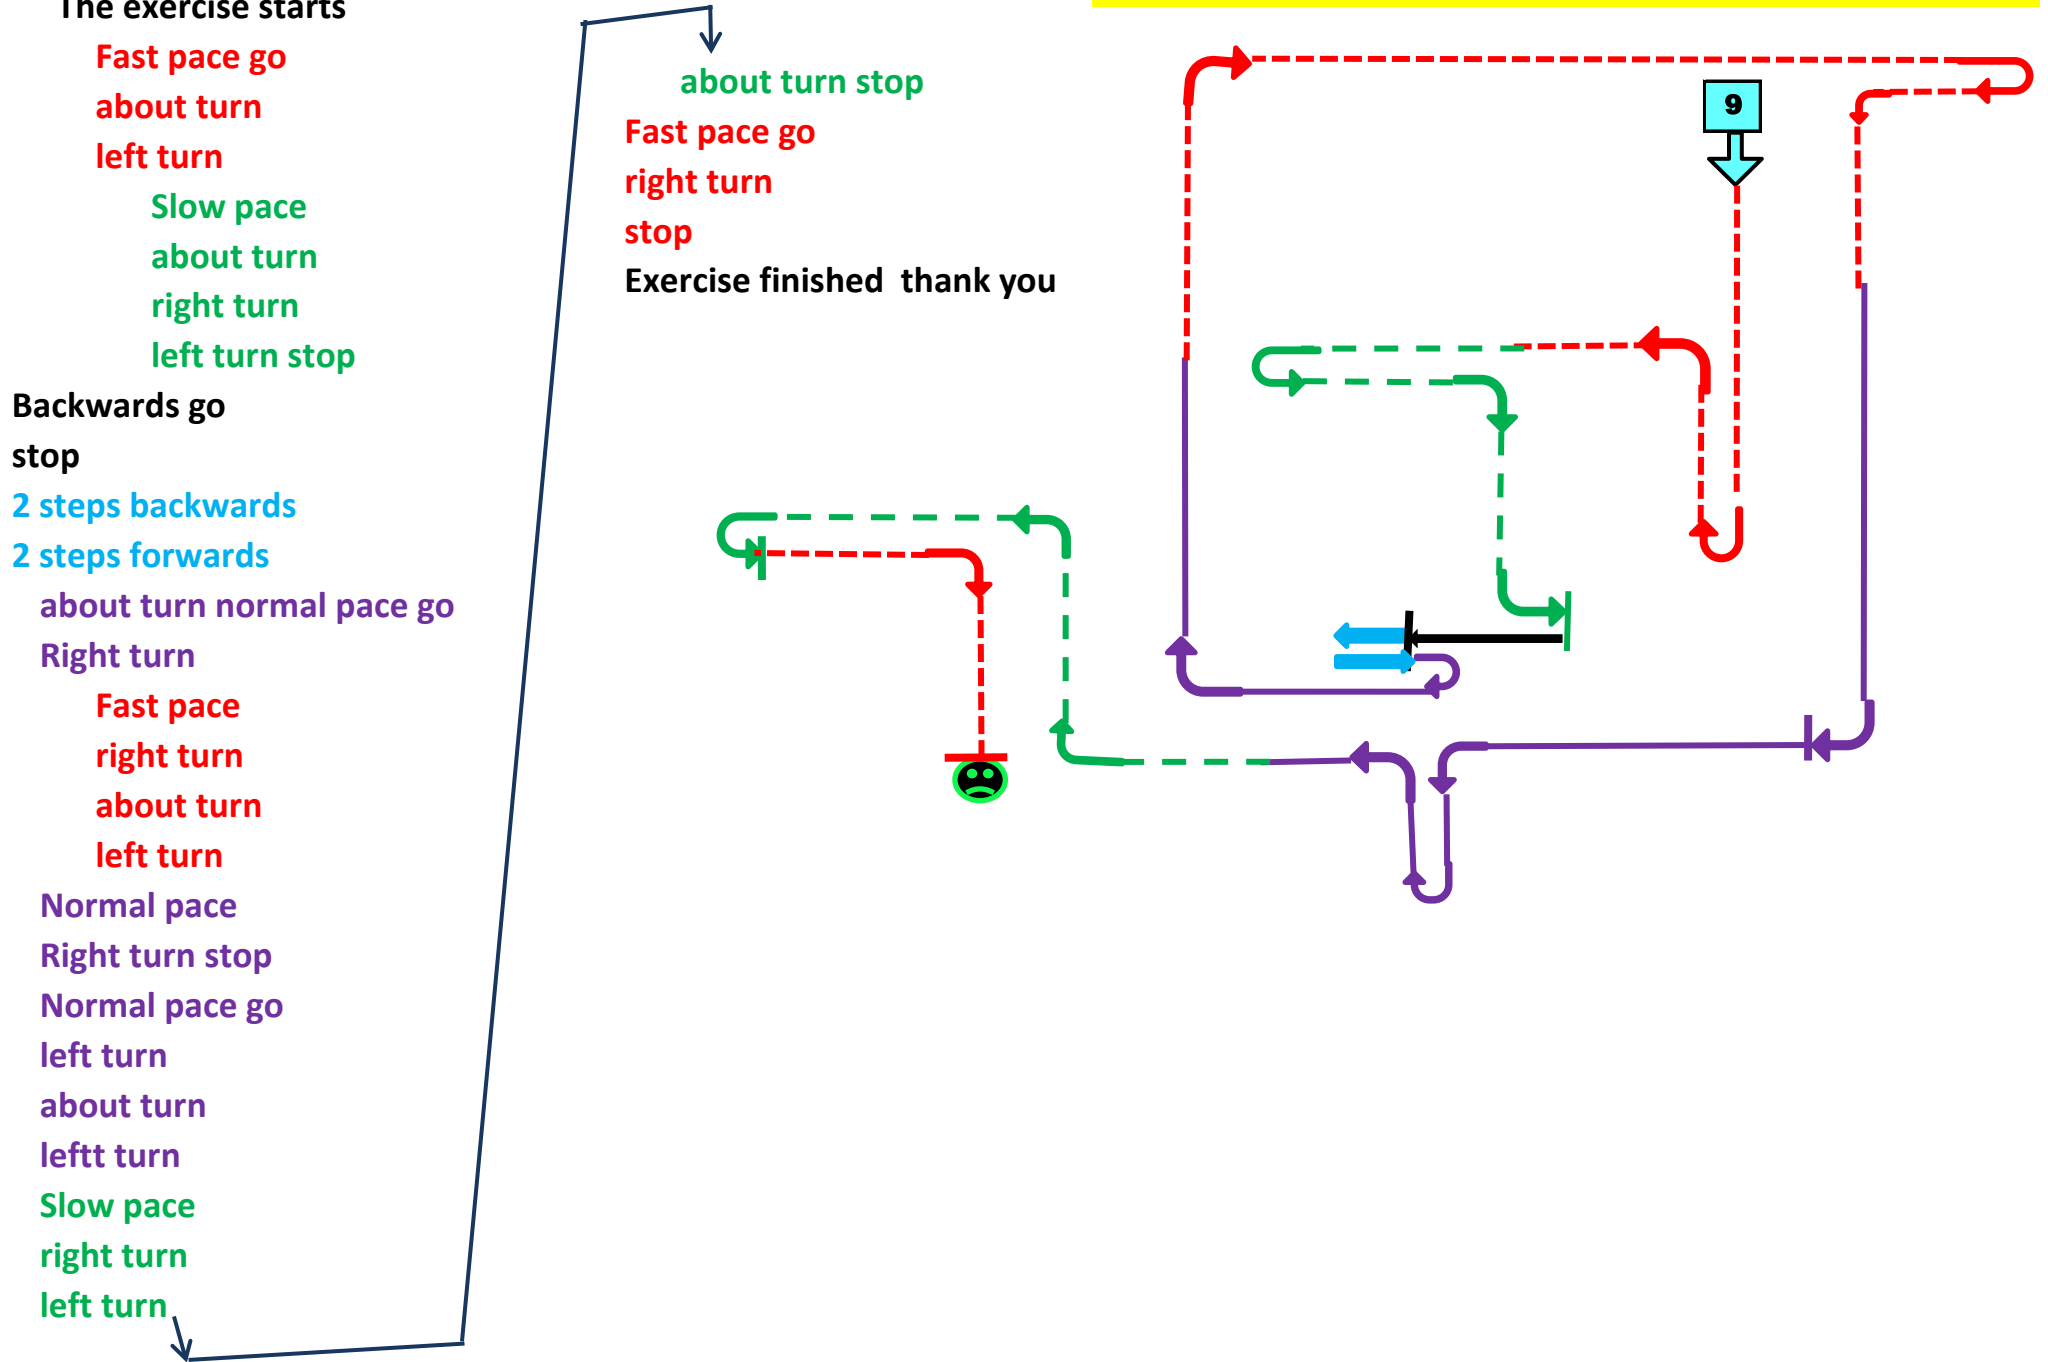 The exercise starts
Fast pace go
about turn
left turn
Slow pace
about turn
right turn
left turn stop
Backwards go
stop
2 steps backwards
2 steps forwards
about turn normal pace go
Right turn
Fast pace
right turn
about turn
left turn
Normal pace
Right turn stop
Normal pace go
left turn
about turn
leftt turn
Slow pace
right turn
left turn
about turn stop
Fast pace go
right turn
stop
Exercise finished  thank you
9